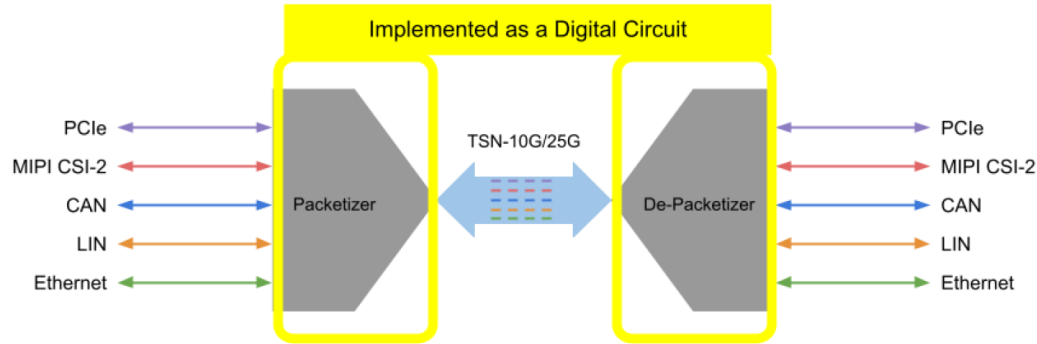 Implemented as a Digital Circuit
PCIe
MIPI CSI-2
CAN
LIN
Ethernet
Packetizer
TSN-10G/25G
De-Packetizer
PCIe
MIPI CSI-2
CAN
LIN
Ethernet